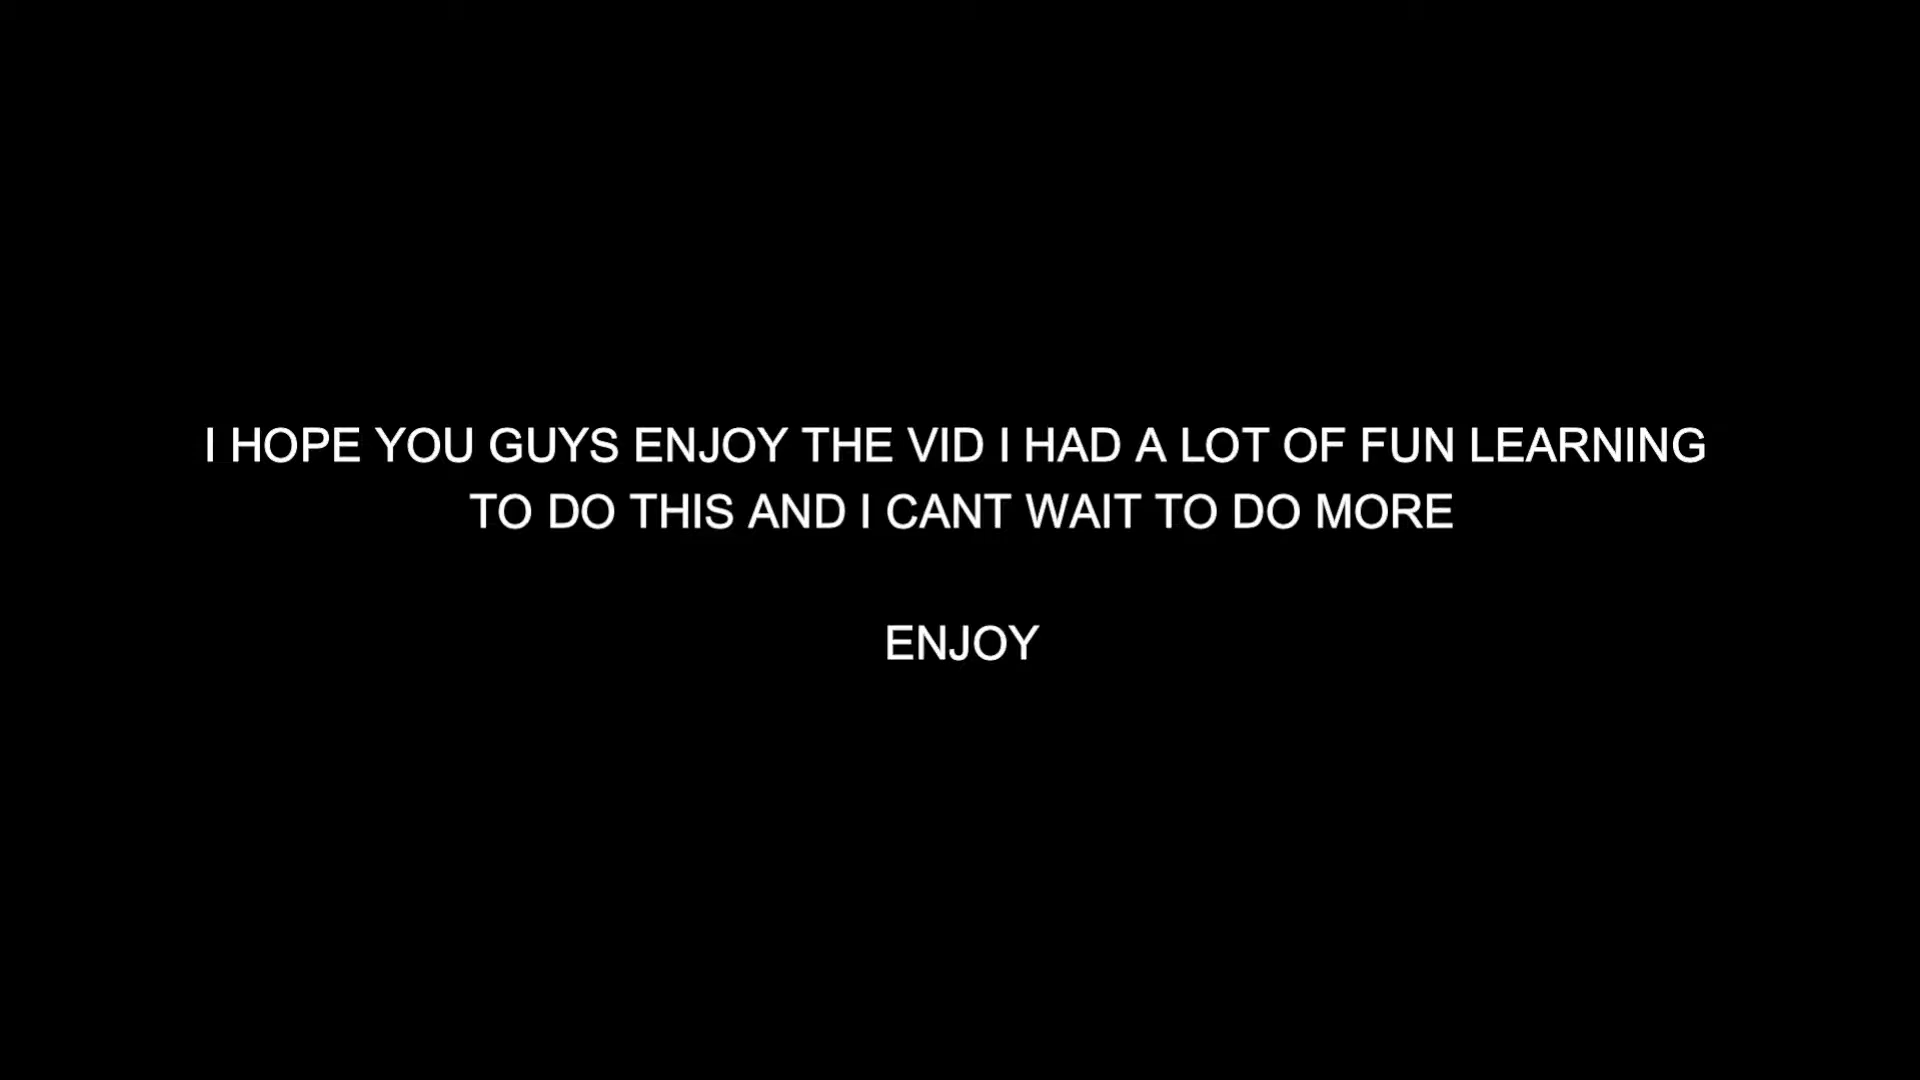 I HOPE YOU GUYS ENJOY THE VID I HAD A LOT OF FUN LEARNING
TO DO THIS AND I CANT WAIT TO DO MORE
ENJOY